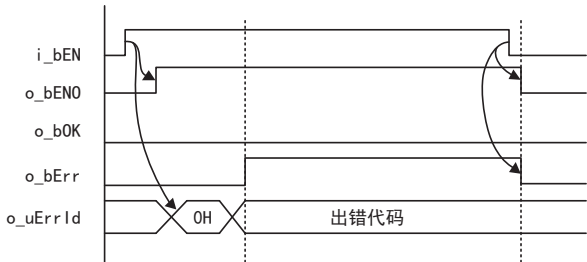 i_bEN
o_bENO
o_bOK
o_bErr
o_uErrId
0H
出错代码